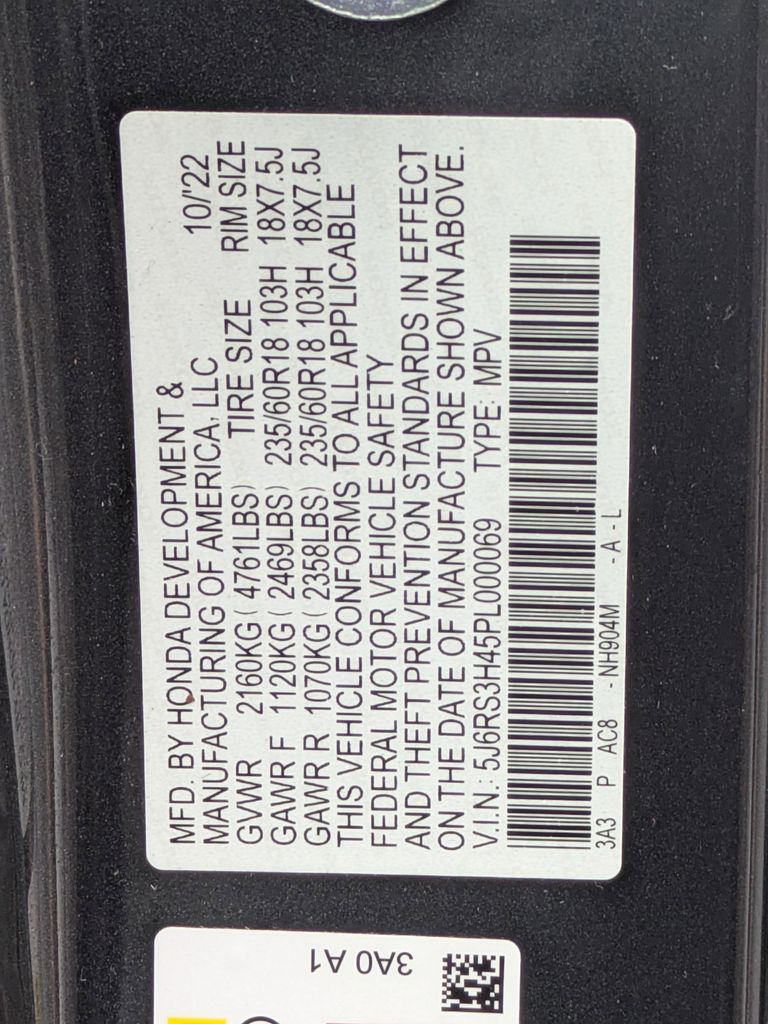 MFD. BY HONDA DEVELOPMENT &
MANUFACTURING OF AMERICA, LLC 10/'22
GVWR 2160KG ( 4761LBS) TIRE SIZE RIM SIZE
GAWR F 1120KG ( 2469LBS) 235/60R18 103H 18X7.5J
GAWR R 1070KG ( 2358LBS) 235/60R18 103H 18X7.5J
THIS VEHICLE CONFORMS TO ALL APPLICABLE
FEDERAL MOTOR VEHICLE SAFETY
AND THEFT PREVENTION STANDARDS IN EFFECT
ON THE DATE OF MANUFACTURE SHOWN ABOVE.
V.I.N.: 5J6RS3H45PL000069 TYPE: MPV
3A3 P AC8 - NH904M - A - L
3A0 A1